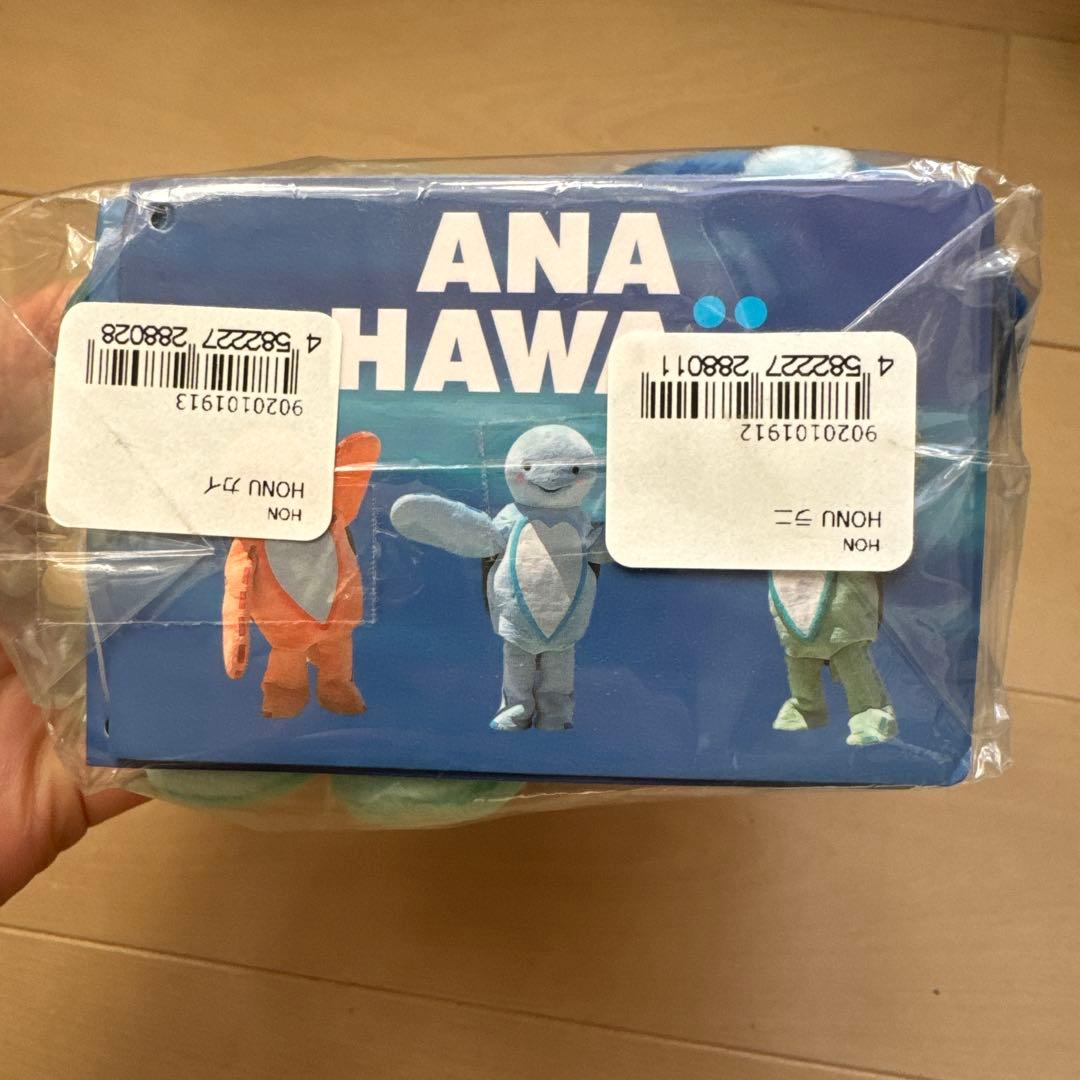 ANA
HAWA
HON
HONU カイ
9020101913
4 582227 288028
HON
HONU ラニ
9020101912
4 582227 288011